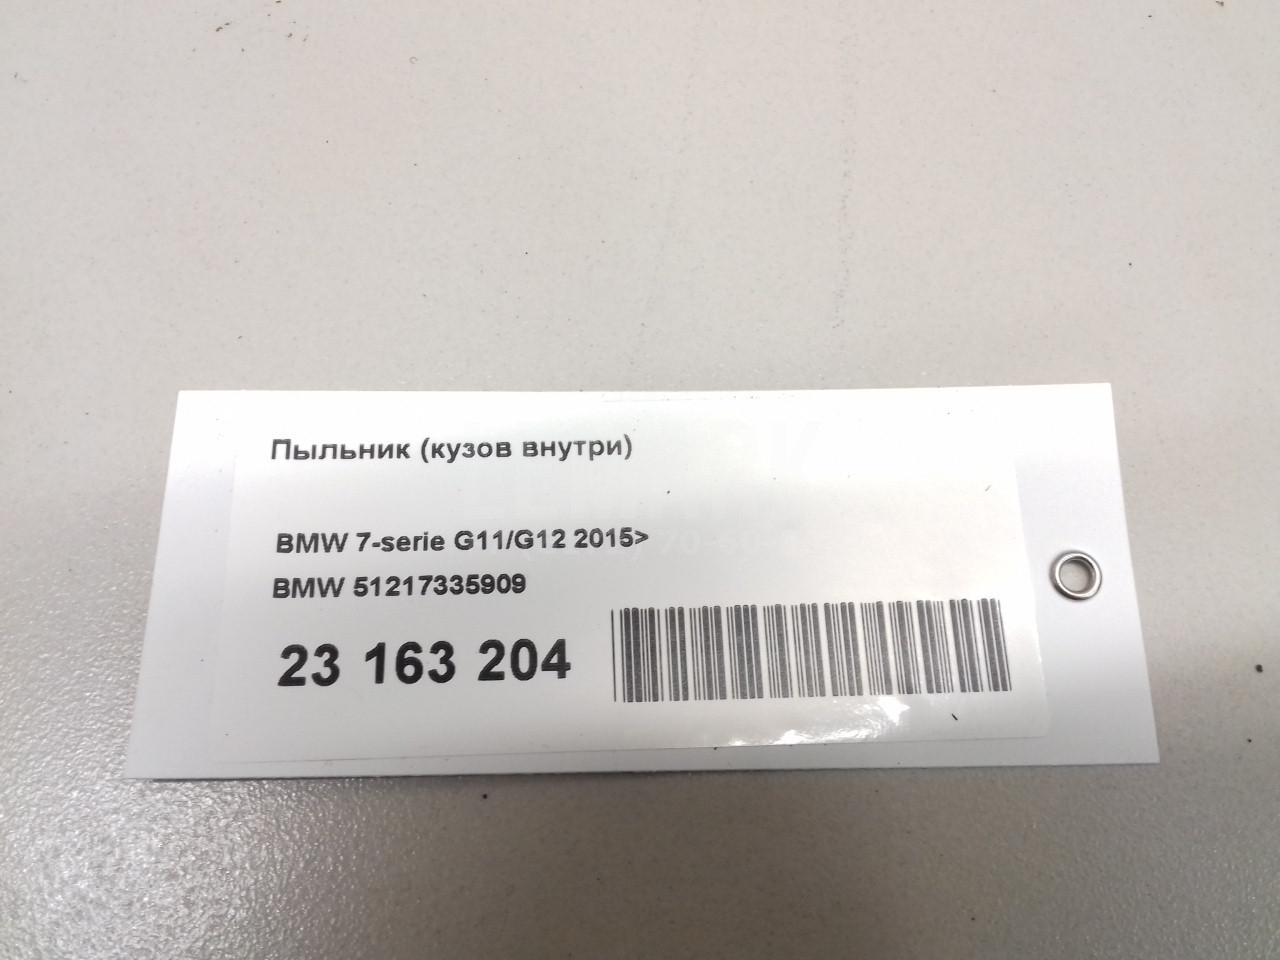 Пыльник (кузов внутри)
BMW 7-serie G11/G12 2015>
BMW 51217335909
23 163 204